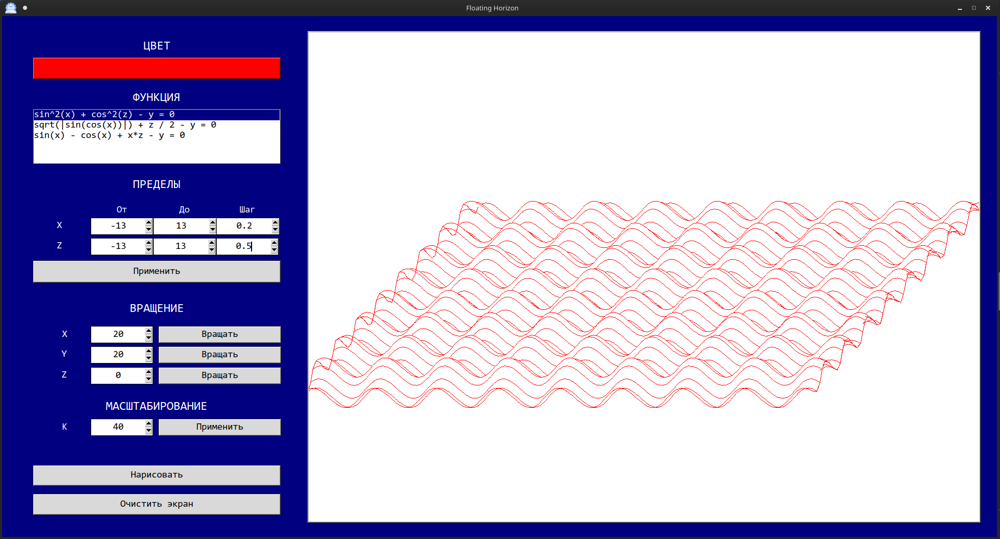 Floating Horizon
ЦВЕТ
ФУНКЦИЯ
sin^2(x) + cos^2(z) - y = 0
sqrt(|sin(cos(x))|) + z / 2 - y = 0
sin(x) - cos(x) + x*z - y = 0
ПРЕДЕЛЫ
От До Шаг
X -13 13 0.2
Z -13 13 0.5
Применить
ВРАЩЕНИЕ
X 20 Вращать
Y 20 Вращать
Z 0 Вращать
МАСШТАБИРОВАНИЕ
K 40 Применить
Нарисовать
Очистить экран